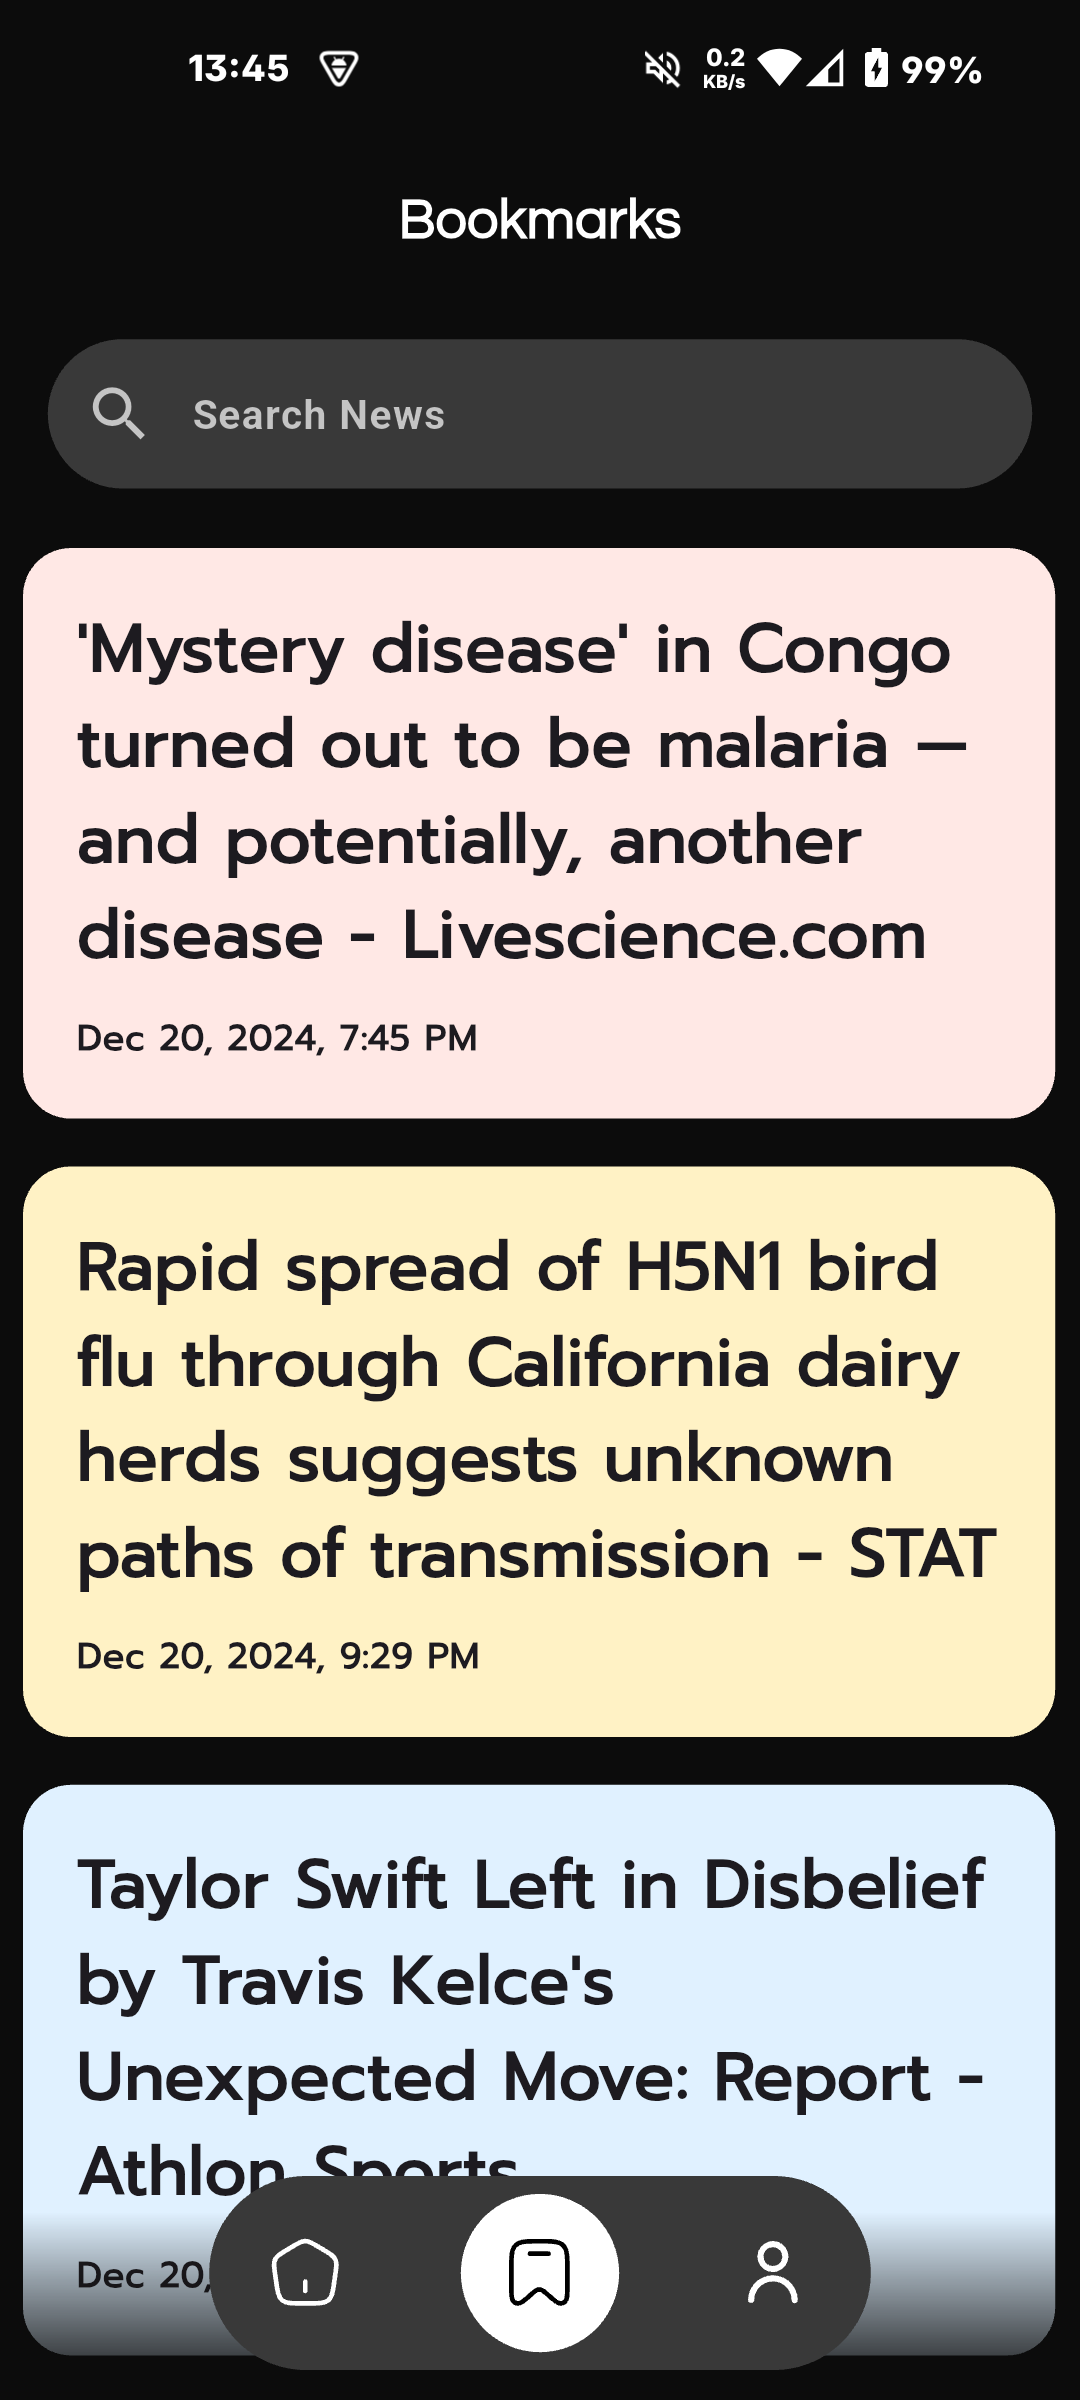 13:45
0.2
KB/s
99%
Bookmarks
Search News
'Mystery disease' in Congo
turned out to be malaria —
and potentially, another
disease - Livescience.com
Dec 20, 2024, 7:45 PM
Rapid spread of H5N1 bird
flu through California dairy
herds suggests unknown
paths of transmission - STAT
Dec 20, 2024, 9:29 PM
Taylor Swift Left in Disbelief
by Travis Kelce's
Unexpected Move: Report -
Athlon Sports
Dec 20,